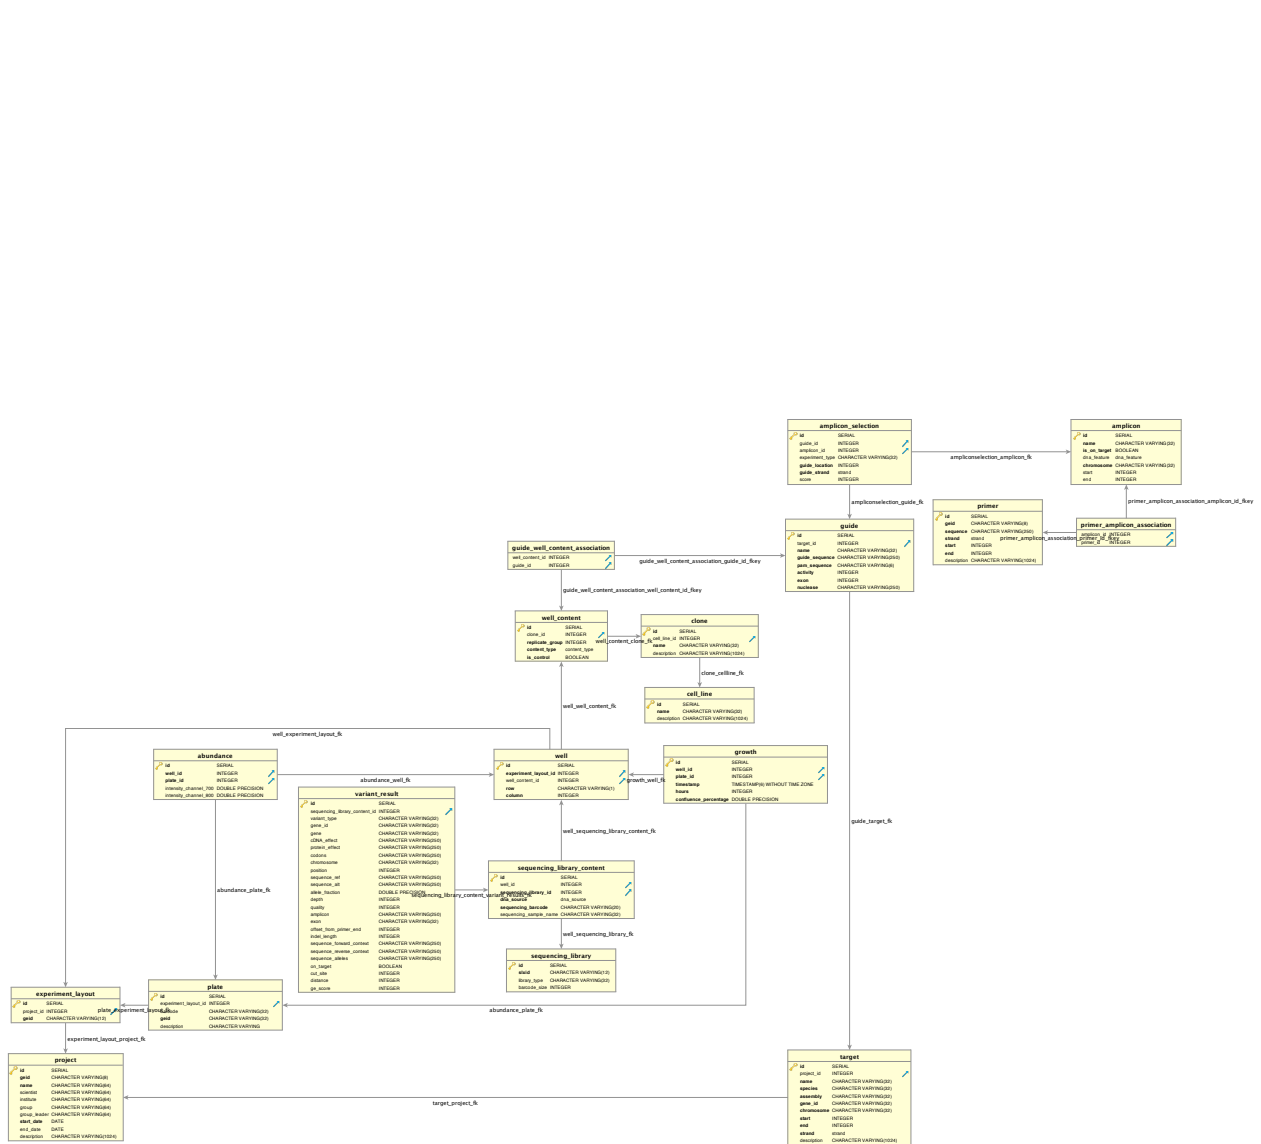 amplicon_selection
id SERIAL
guide_id INTEGER
amplicon_id INTEGER
experiment_type CHARACTER VARYING(32)
guide_location INTEGER
guide_strand strand
score INTEGER
ampliconselection_amplicon_fk
amplicon
id SERIAL
name CHARACTER VARYING(32)
is_on_target BOOLEAN
dna_feature dna_feature
chromosome CHARACTER VARYING(32)
start INTEGER
end INTEGER
ampliconselection_guide_fk
primer_amplicon_association_amplicon_id_fkey
primer
id SERIAL
geid CHARACTER VARYING(8)
sequence CHARACTER VARYING(250)
strand strand
start INTEGER
end INTEGER
description CHARACTER VARYING(1024)
primer_amplicon_association_primer_id_fkey
primer_amplicon_association
amplicon_id INTEGER
primer_id INTEGER
guide
id SERIAL
target_id INTEGER
name CHARACTER VARYING(32)
guide_sequence CHARACTER VARYING(250)
pam_sequence CHARACTER VARYING(6)
activity INTEGER
exon INTEGER
nuclease CHARACTER VARYING(250)
guide_well_content_association
well_content_id INTEGER
guide_id INTEGER
guide_well_content_association_guide_id_fkey
guide_well_content_association_well_content_id_fkey
well_content
id SERIAL
clone_id INTEGER
replicate_group INTEGER
content_type content_type
is_control BOOLEAN
well_content_clone_fk
clone
id SERIAL
cell_line_id INTEGER
name CHARACTER VARYING(32)
description CHARACTER VARYING(1024)
clone_cellline_fk
cell_line
id SERIAL
name CHARACTER VARYING(32)
description CHARACTER VARYING(1024)
well_well_content_fk
well_experiment_layout_fk
abundance
id SERIAL
well_id INTEGER
plate_id INTEGER
intensity_channel_700 DOUBLE PRECISION
intensity_channel_800 DOUBLE PRECISION
abundance_well_fk
well
id SERIAL
experiment_layout_id INTEGER
well_content_id INTEGER
row CHARACTER VARYING(1)
column INTEGER
growth_well_fk
growth
id SERIAL
well_id INTEGER
plate_id INTEGER
timestamp TIMESTAMP(6) WITHOUT TIME ZONE
hours INTEGER
confluence_percentage DOUBLE PRECISION
variant_result
id SERIAL
sequencing_library_content_id INTEGER
variant_type CHARACTER VARYING(32)
gene_id CHARACTER VARYING(32)
gene CHARACTER VARYING(32)
cDNA_effect CHARACTER VARYING(250)
protein_effect CHARACTER VARYING(250)
codons CHARACTER VARYING(250)
chromosome CHARACTER VARYING(32)
position INTEGER
sequence_ref CHARACTER VARYING(250)
sequence_alt CHARACTER VARYING(250)
allele_fraction DOUBLE PRECISION
depth INTEGER
quality INTEGER
amplicon CHARACTER VARYING(250)
exon CHARACTER VARYING(32)
offset_from_primer_end INTEGER
indel_length INTEGER
sequence_forward_context CHARACTER VARYING(250)
sequence_reverse_context CHARACTER VARYING(250)
sequence_alleles CHARACTER VARYING(250)
on_target BOOLEAN
cut_site INTEGER
distance INTEGER
ge_score INTEGER
guide_target_fk
well_sequencing_library_content_fk
sequencing_library_content
id SERIAL
well_id INTEGER
sequencing_library_id INTEGER
dna_source dna_source
sequencing_barcode CHARACTER VARYING(20)
sequencing_sample_name CHARACTER VARYING(32)
sequencing_library_content_variant_results_fk
abundance_plate_fk
well_sequencing_library_fk
sequencing_library
id SERIAL
slxid CHARACTER VARYING(12)
library_type CHARACTER VARYING(32)
barcode_size INTEGER
experiment_layout
id SERIAL
project_id INTEGER
geid CHARACTER VARYING(12)
plate_experiment_layout_fk
plate
id SERIAL
experiment_layout_id INTEGER
CHARACTER VARYING(32)
geid CHARACTER VARYING(32)
description CHARACTER VARYING
abundance_plate_fk
experiment_layout_project_fk
project
id SERIAL
geid CHARACTER VARYING(8)
name CHARACTER VARYING(64)
scientist CHARACTER VARYING(64)
institute CHARACTER VARYING(64)
group CHARACTER VARYING(64)
group_leader CHARACTER VARYING(64)
start_date DATE
end_date DATE
description CHARACTER VARYING(1024)
target_project_fk
target
id SERIAL
project_id INTEGER
name CHARACTER VARYING(32)
species CHARACTER VARYING(32)
assembly CHARACTER VARYING(32)
gene_id CHARACTER VARYING(32)
chromosome CHARACTER VARYING(32)
start INTEGER
end INTEGER
strand strand
description CHARACTER VARYING(1024)